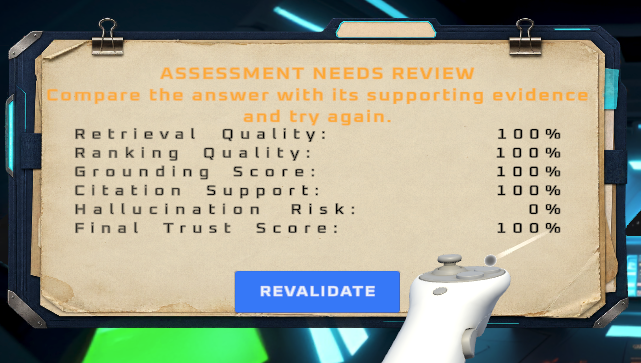 ASSESSMENT NEEDS REVIEW
Compare the answer with its supporting evidence
and try again.
Retrieval Quality: 100%
Ranking Quality: 100%
Grounding Score: 100%
Citation Support: 100%
Hallucination Risk: 0%
Final Trust Score: 100%
REVALIDATE